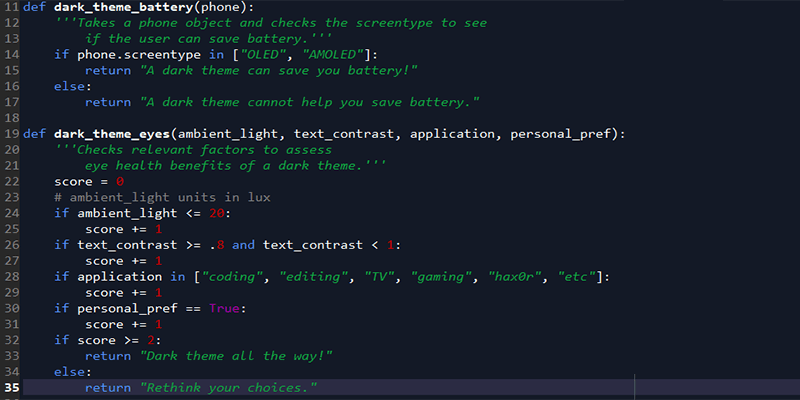 11 def dark_theme_battery(phone):
12     '''Takes a phone object and checks the screentype to see
13         if the user can save battery.'''
14     if phone.screentype in ["OLED", "AMOLED"]:
15         return "A dark theme can save you battery!"
16     else:
17         return "A dark theme cannot help you save battery."
18
19 def dark_theme_eyes(ambient_light, text_contrast, application, personal_pref):
20     '''Checks relevant factors to assess
21         eye health benefits of a dark theme.'''
22     score = 0
23     # ambient_light units in lux
24     if ambient_light <= 20:
25         score += 1
26     if text_contrast >= .8 and text_contrast < 1:
27         score += 1
28     if application in ["coding", "editing", "TV", "gaming", "hax0r", "etc"]:
29         score += 1
30     if personal_pref == True:
31         score += 1
32     if score >= 2:
33         return "Dark theme all the way!"
34     else:
35         return "Rethink your choices."